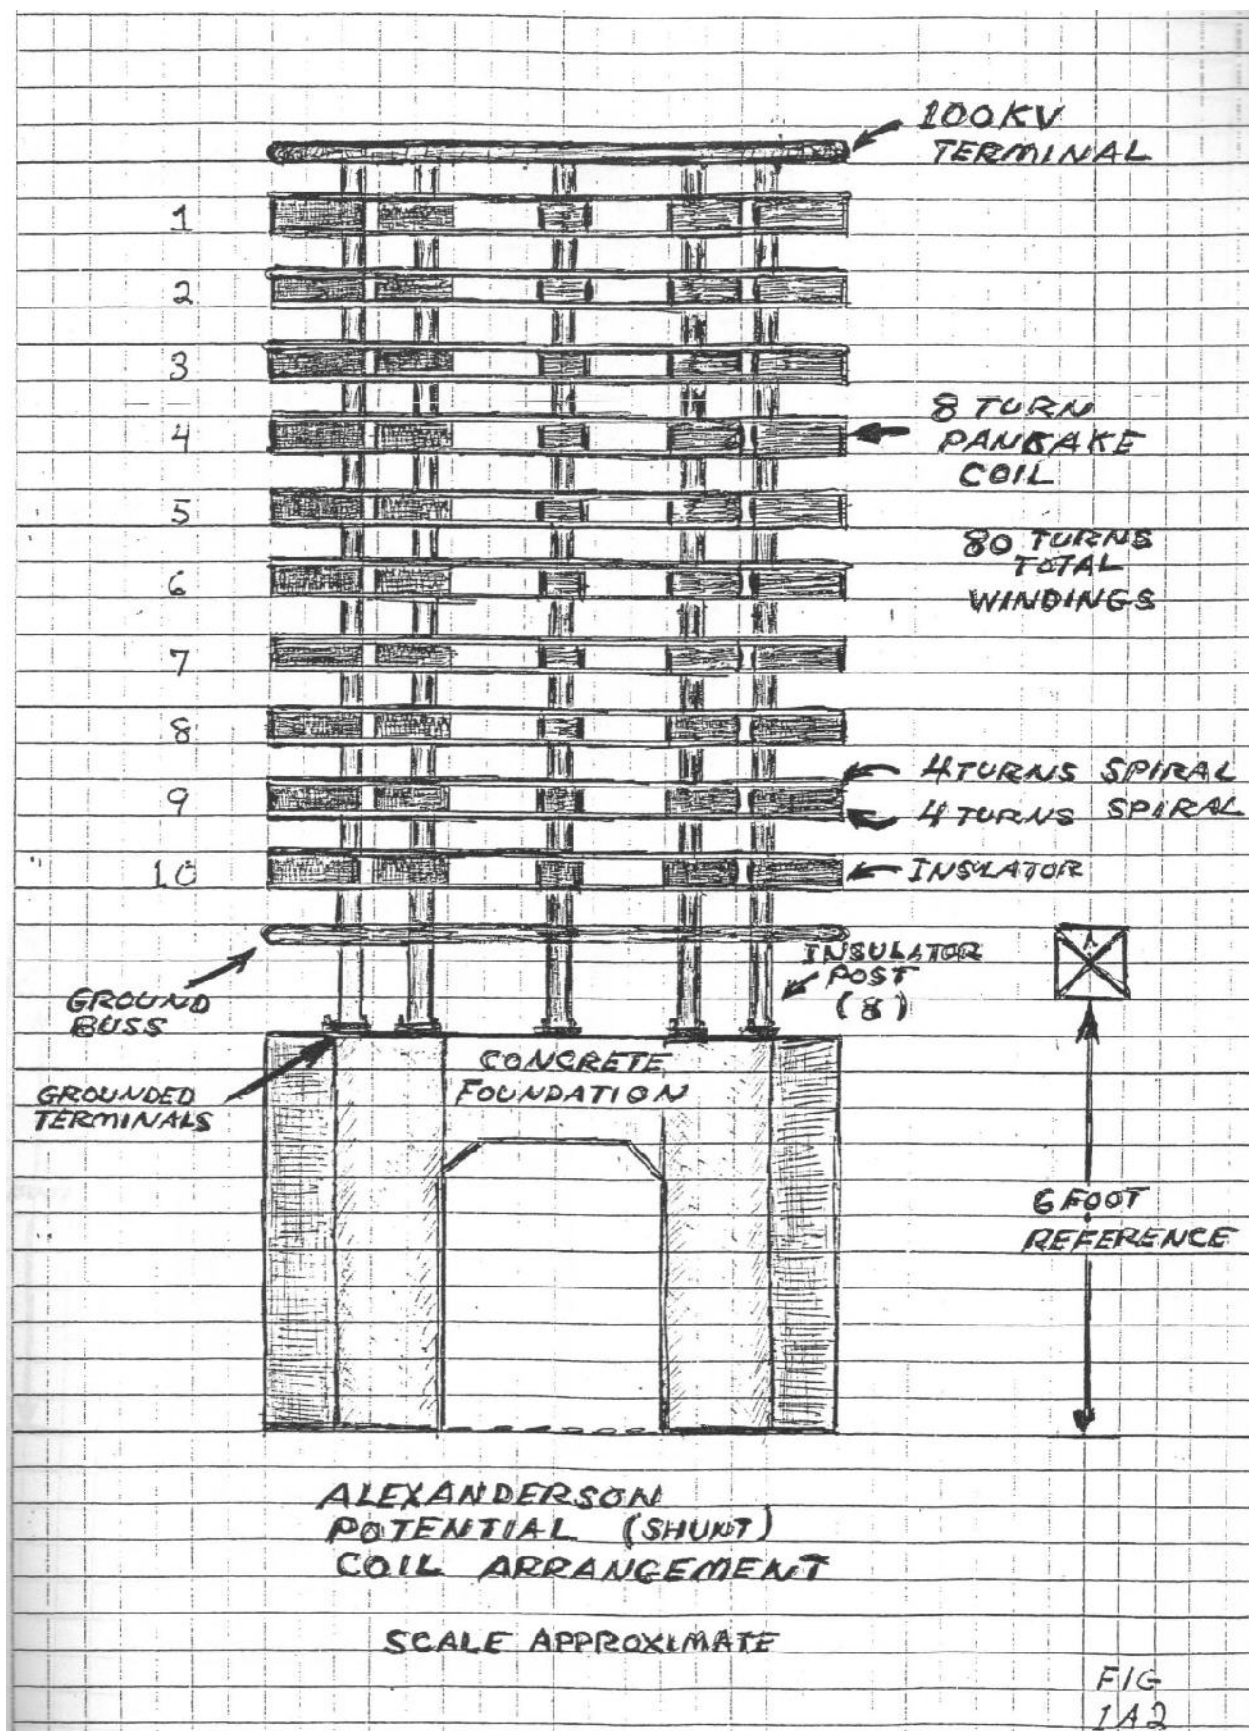 100KV
TERMINAL
1
2
3
4
8 TURN
PANCAKE
COIL
5
80 TURNS
TOTAL
WINDINGS
6
7
8
9
4 TURNS SPIRAL
4 TURNS SPIRAL
10
INSULATOR
GROUND
BUSS
INSULATOR
POST
(8)
GROUNDED
TERMINALS
CONCRETE
FOUNDATION
6 FOOT
REFERENCE
ALEXANDERSON
POTENTIAL (SHUNT)
COIL ARRANGEMENT
SCALE APPROXIMATE
FIG
1A2